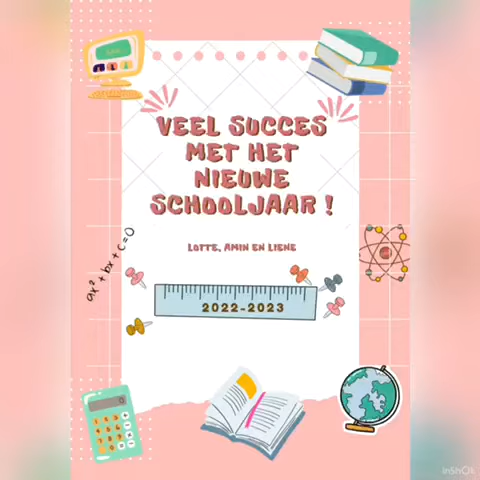 VEEL SUCCES
MET HET
NIEUWE
SCHOOLJAAR !
LOTTE, AMIN EN LIENE
ax² + bx + c = 0
2022-2023
InShOt